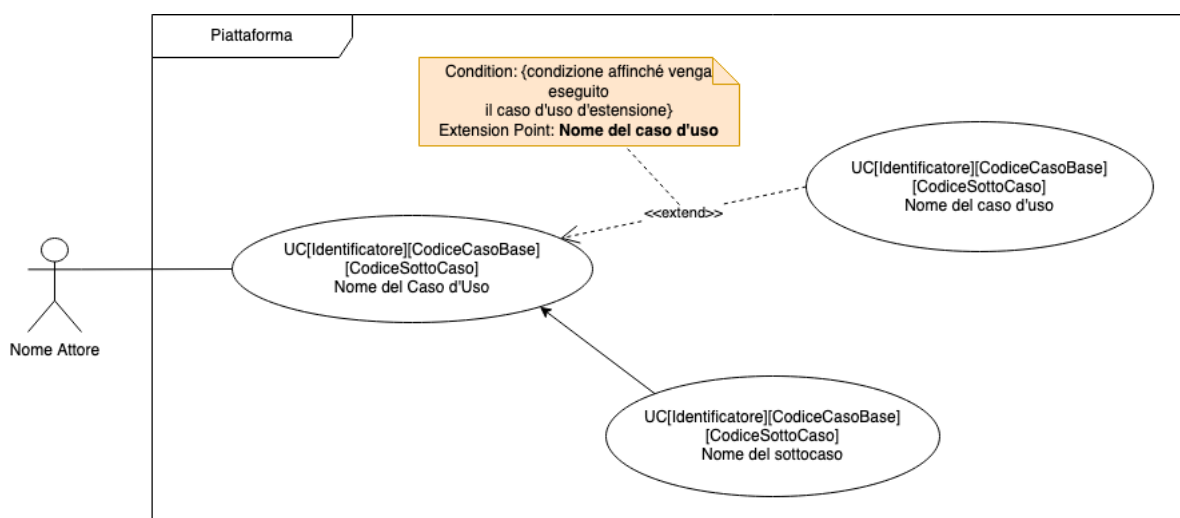 Piattaforma
Condition: {condizione affinché venga
eseguito
il caso d'uso d'estensione}
Extension Point: Nome del caso d'uso
UC[Identificatore][CodiceCasoBase]
[CodiceSottoCaso]
Nome del caso d'uso
<<extend>>
UC[Identificatore][CodiceCasoBase]
[CodiceSottoCaso]
Nome del Caso d'Uso
Nome Attore
UC[Identificatore][CodiceCasoBase]
[CodiceSottoCaso]
Nome del sottocaso